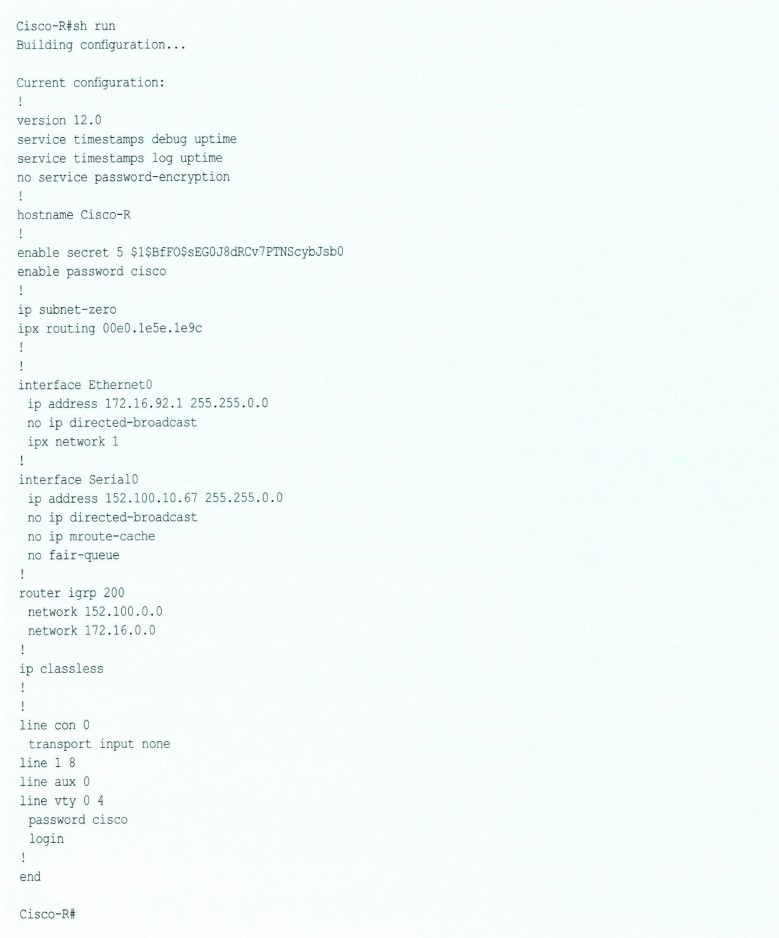 Cisco-R#sh run
Building configuration...

Current configuration:
!
version 12.0
service timestamps debug uptime
service timestamps log uptime
no service password-encryption
!
hostname Cisco-R
!
enable secret 5 $1$BfFO$sEG0J8dRCv7PTNScybJsb0
enable password cisco
!
ip subnet-zero
ipx routing 00e0.1e5e.1e9c
!
!
interface Ethernet0
 ip address 172.16.92.1 255.255.0.0
 no ip directed-broadcast
 ipx network 1
!
interface Serial0
 ip address 152.100.10.67 255.255.0.0
 no ip directed-broadcast
 no ip mroute-cache
 no fair-queue
!
router igrp 200
 network 152.100.0.0
 network 172.16.0.0
!
ip classless
!
!
line con 0
 transport input none
line 1 8
line aux 0
line vty 0 4
 password cisco
 login
!
end

Cisco-R#